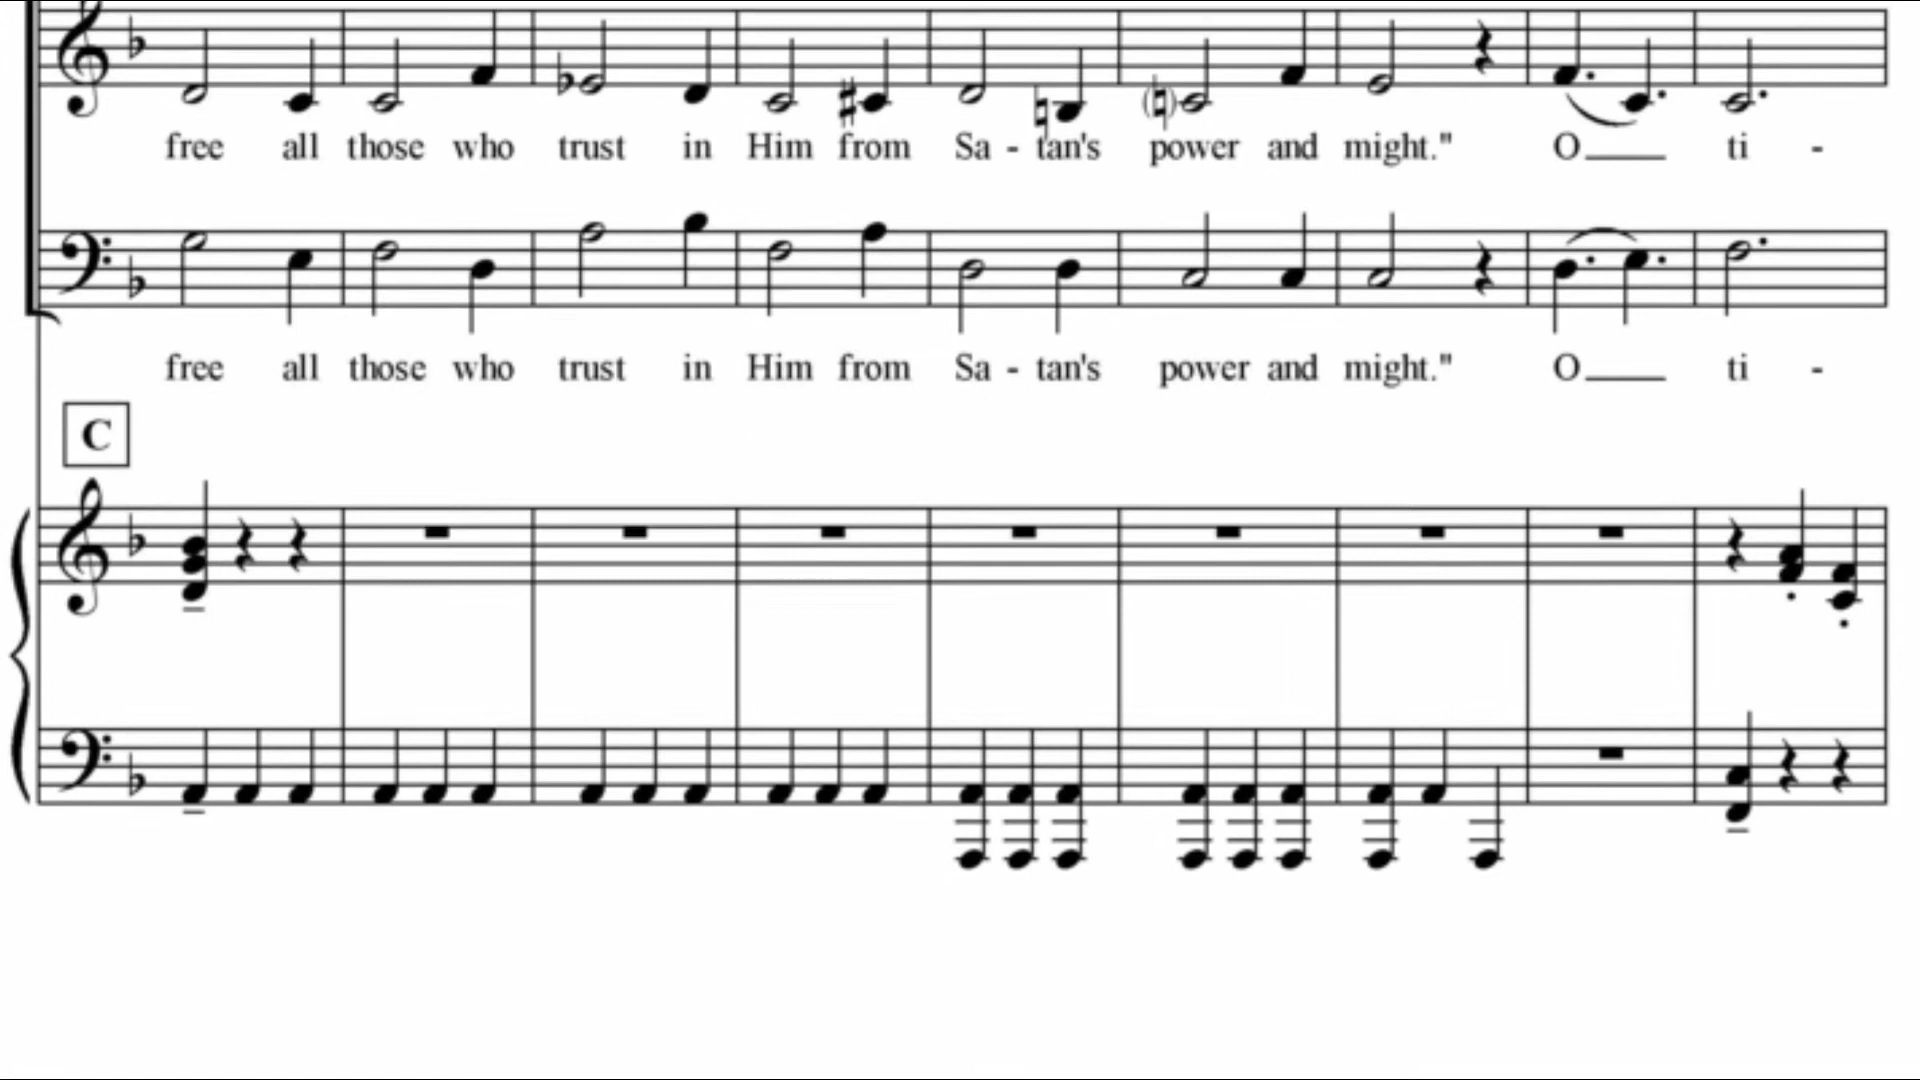 free all those who trust in Him from Sa - tan's power and might." O ti -
free all those who trust in Him from Sa - tan's power and might." O ti -
C